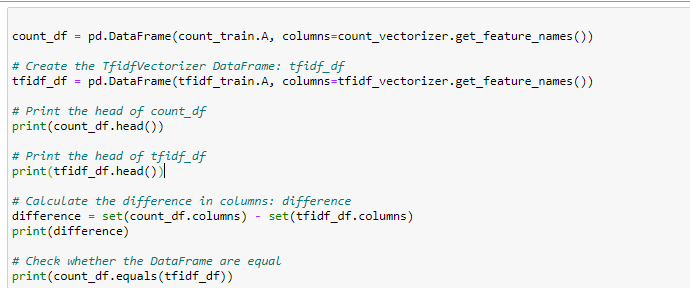 count_df = pd.DataFrame(count_train.A, columns=count_vectorizer.get_feature_names())
# Create the TfidfVectorizer DataFrame: tfidf_df
tfidf_df = pd.DataFrame(tfidf_train.A, columns=tfidf_vectorizer.get_feature_names())
# Print the head of count_df
print(count_df.head())
# Print the head of tfidf_df
print(tfidf_df.head())
# Calculate the difference in columns: difference
difference = set(count_df.columns) - set(tfidf_df.columns)
print(difference)
# Check whether the DataFrame are equal
print(count_df.equals(tfidf_df))